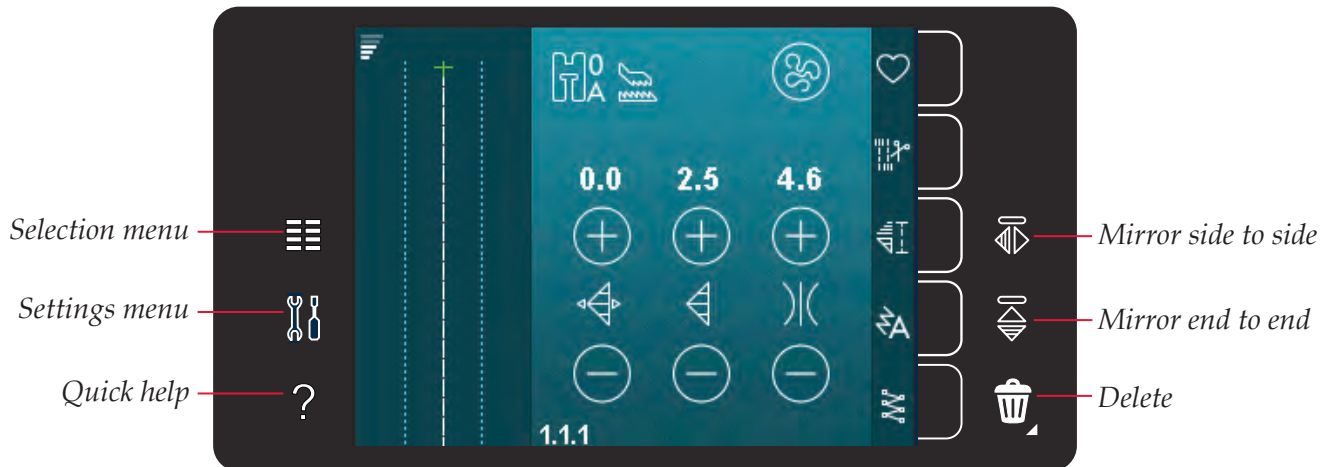 0
A
0.0 2.5 4.6
Selection menu
Mirror side to side
A
Settings menu
Mirror end to end
Quick help
?
Delete
1.1.1